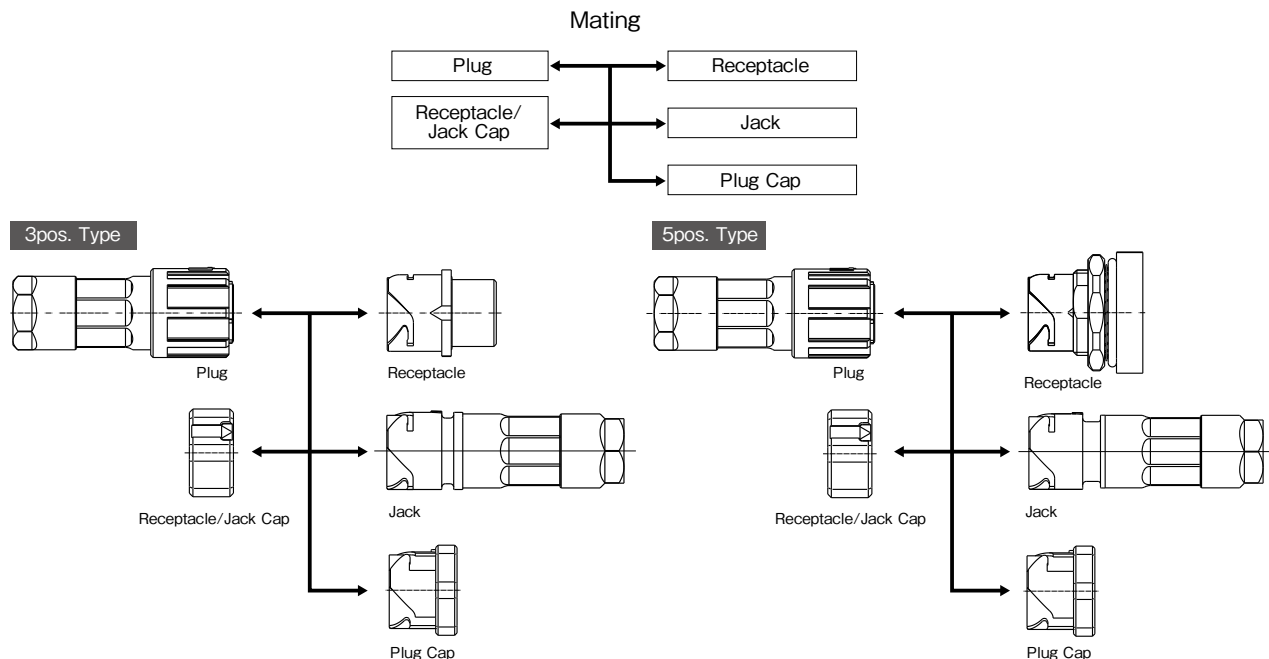 Mating
Plug
Receptacle
Receptacle/
Jack Cap
Jack
Plug Cap
3pos. Type
Plug
Receptacle
Receptacle/Jack Cap
Jack
Plug Cap
5pos. Type
Plug
Receptacle
Receptacle/Jack Cap
Jack
Plug Cap